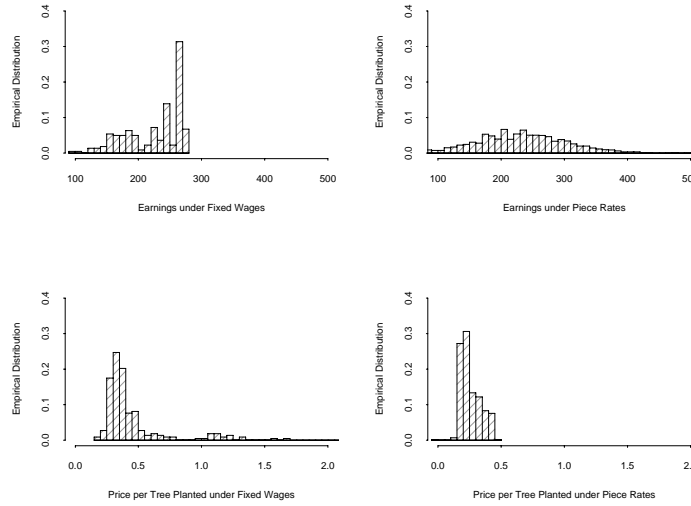 0.4
0.3
0.2
0.1
0.0
Empirical Distribution
100 200 300 400 500
Earnings under Fixed Wages
0.4
0.3
0.2
0.1
0.0
Empirical Distribution
100 200 300 400 500
Earnings under Piece Rates
0.4
0.3
0.2
0.1
0.0
Empirical Distribution
0.0 0.5 1.0 1.5 2.0
Price per Tree Planted under Fixed Wages
0.4
0.3
0.2
0.1
0.0
Empirical Distribution
0.0 0.5 1.0 1.5 2.
Price per Tree Planted under Piece Rates